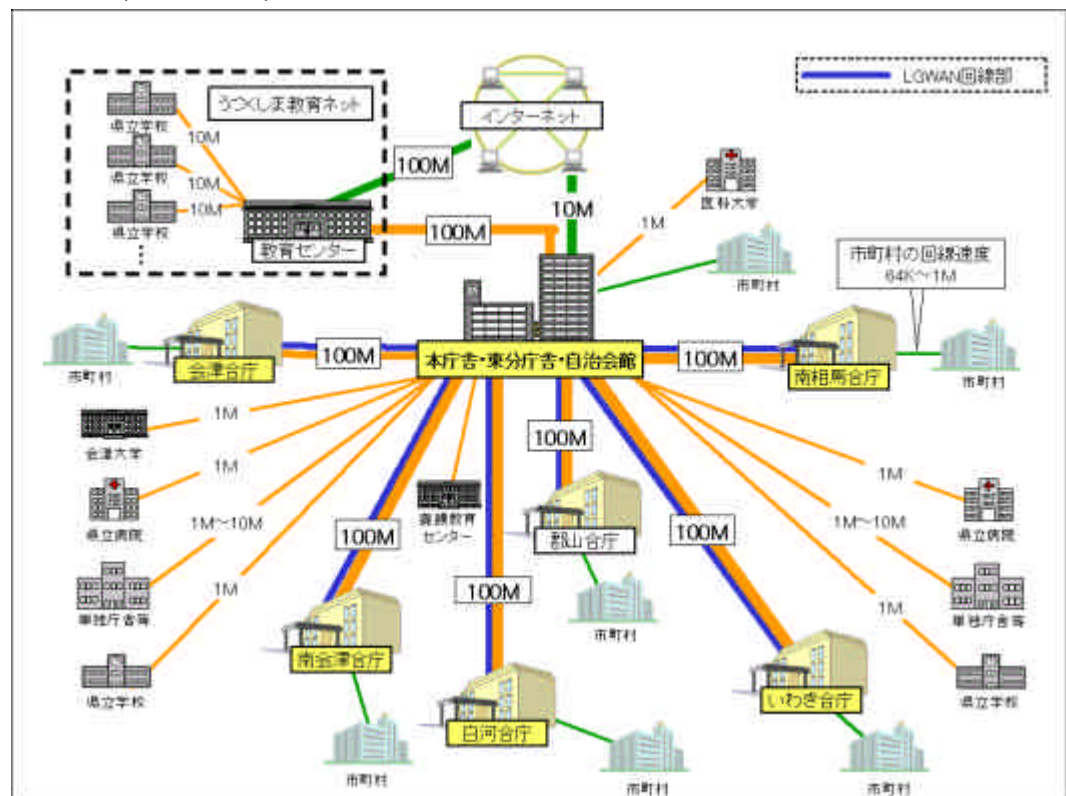 LGWAN回線部
うつくしま教育ネット
県立学校
10M
県立学校
10M
県立学校
10M
教育センター
インターネット
100M
100M
10M
医科大学
1M
市町村
市町村の回線速度
64K～1M
市町村
会津合庁
100M
本庁舎・東分庁舎・自治会館
100M
南相馬合庁
市町村
会津大学
1M
県立病院
1M
単独庁舎等
1M～10M
県立学校
1M
100M
南会津合庁
市町村
養護教育
センター
100M
白河合庁
市町村
100M
郡山合庁
市町村
100M
いわき合庁
市町村
1M
県立病院
1M～10M
単独庁舎等
1M
県立学校